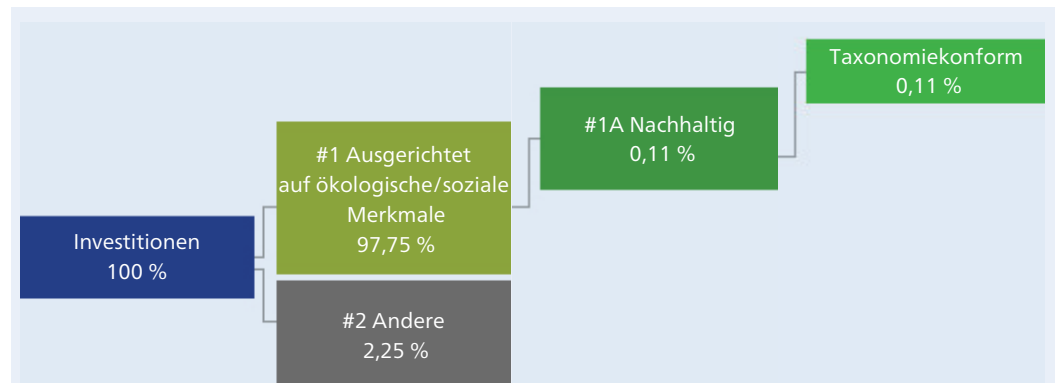 Investitionen
100 %
#1 Ausgerichtet
auf ökologische/soziale
Merkmale
97,75 %
#2 Andere
2,25 %
#1A Nachhaltig
0,11 %
Taxonomiekonform
0,11 %